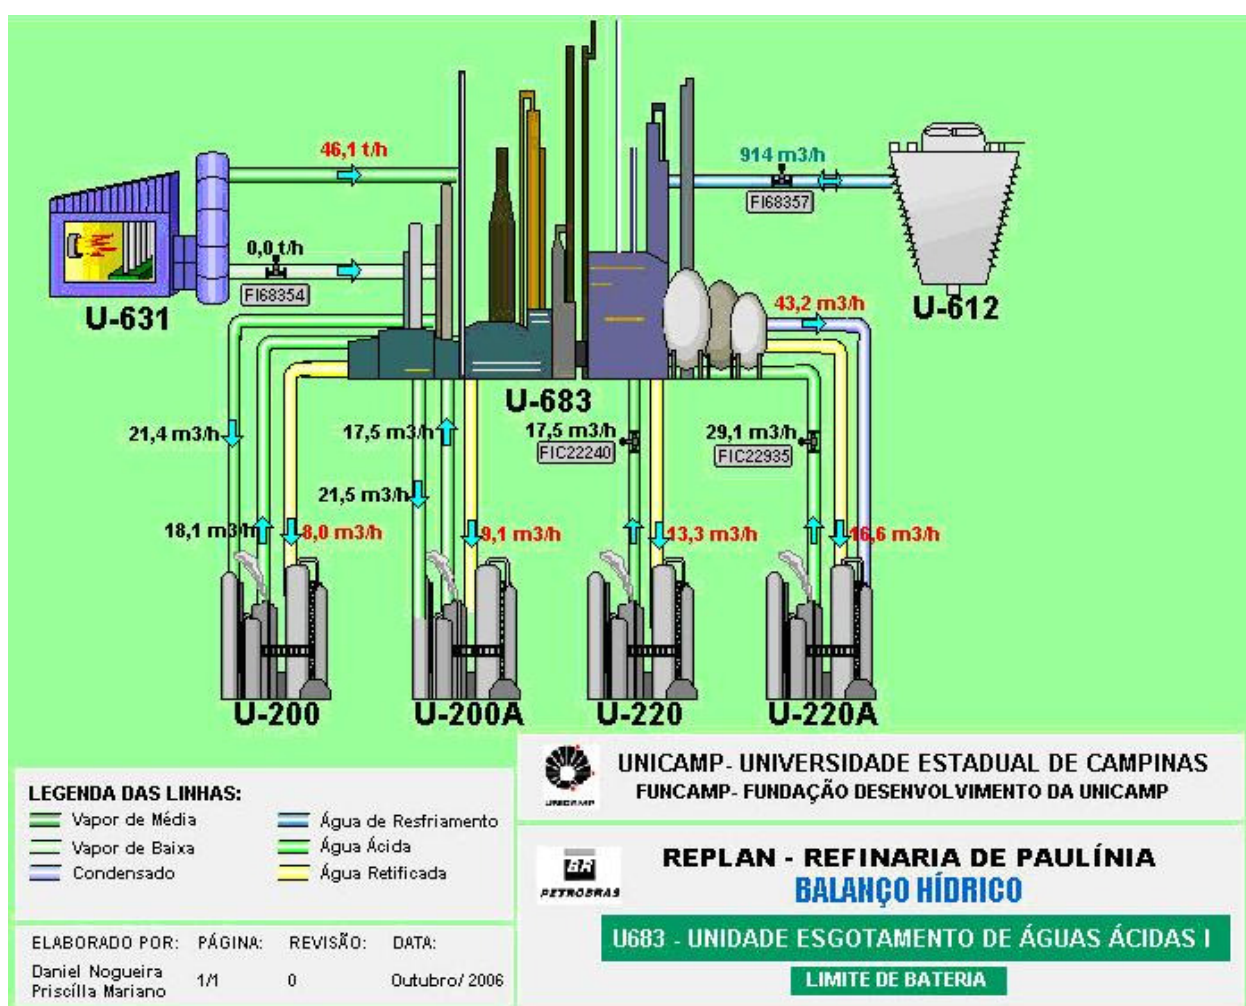 46,1 t/h
914 m3/h
FI68357
0,0 t/h
FI68354
U-631
U-612
43,2 m3/h
U-683
21,4 m3/h
17,5 m3/h
17,5 m3/h
FIC22240
29,1 m3/h
FIC22935
21,5 m3/h
18,1 m3/h
8,0 m3/h
9,1 m3/h
13,3 m3/h
16,6 m3/h
U-200
U-200A
U-220
U-220A
UNICAMP
UNICAMP- UNIVERSIDADE ESTADUAL DE CAMPINAS
FUNCAMP- FUNDAÇÃO DESENVOLVIMENTO DA UNICAMP
LEGENDA DAS LINHAS:
Vapor de Média
Vapor de Baixa
Condensado
Água de Resfriamento
Água Ácida
Água Retificada
BR
PETROBRAS
REPLAN - REFINARIA DE PAULÍNIA
BALANÇO HÍDRICO
U683 - UNIDADE ESGOTAMENTO DE ÁGUAS ÁCIDAS I
LIMITE DE BATERIA
ELABORADO POR: PÁGINA: REVISÃO: DATA:
Daniel Nogueira
Priscílla Mariano
1/1 0 Outubro/ 2006